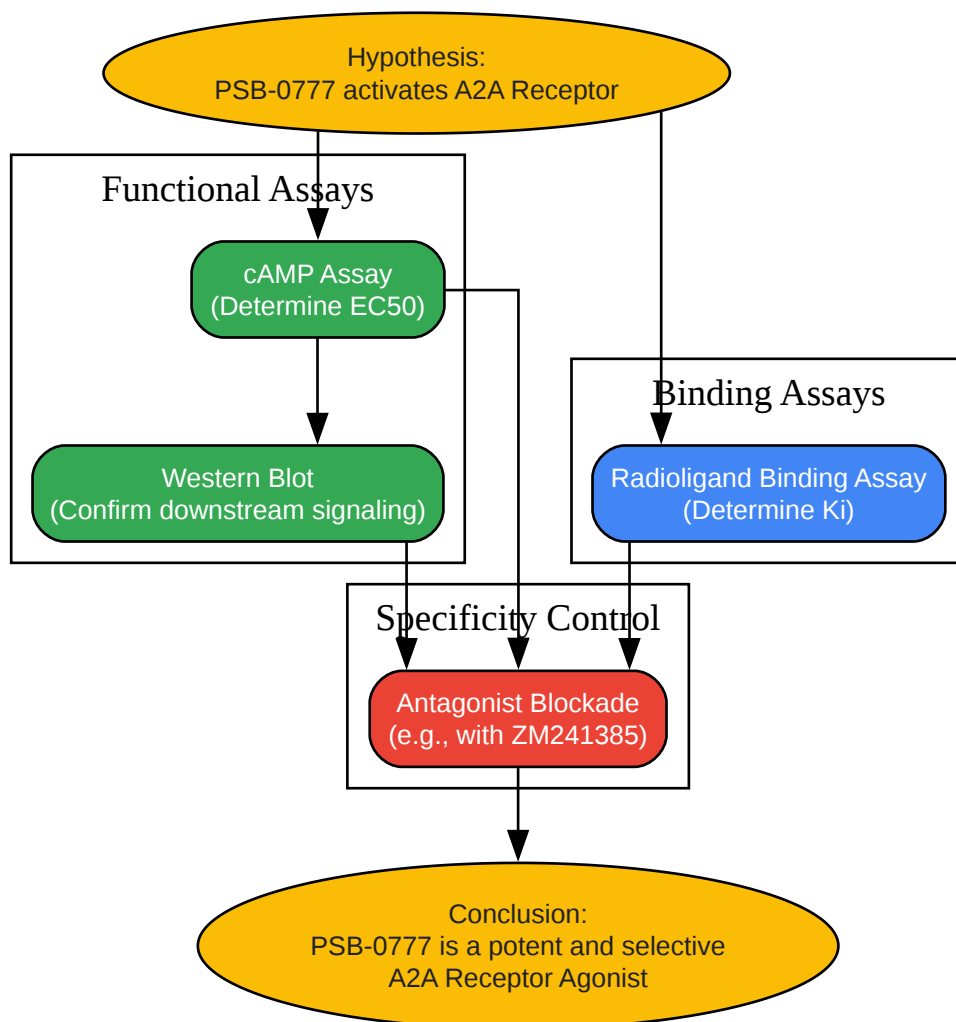 Hypothesis:
PSB-0777 activates A2A Receptor
Functional Assays
cAMP Assay
(Determine EC50)
Binding Assays
Western Blot
(Confirm downstream signaling)
Radioligand Binding Assay
(Determine Ki)
Specificity Control
Antagonist Blockade
(e.g., with ZM241385)
Conclusion:
PSB-0777 is a potent and selective
A2A Receptor Agonist